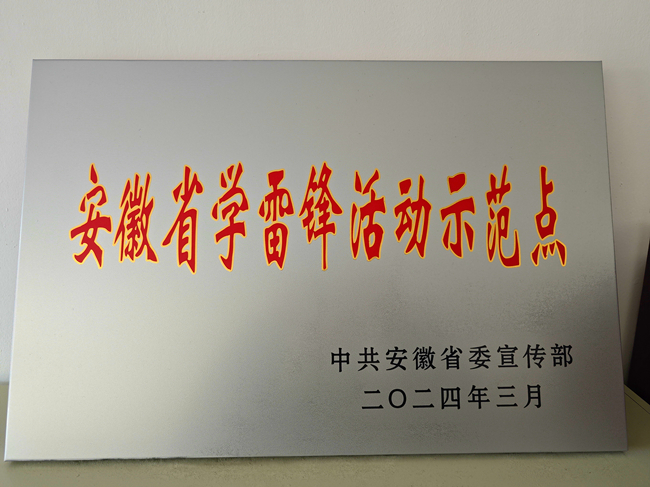 安徽省学雷锋活动示范点
中共安徽省委宣传部
二〇二四年三月